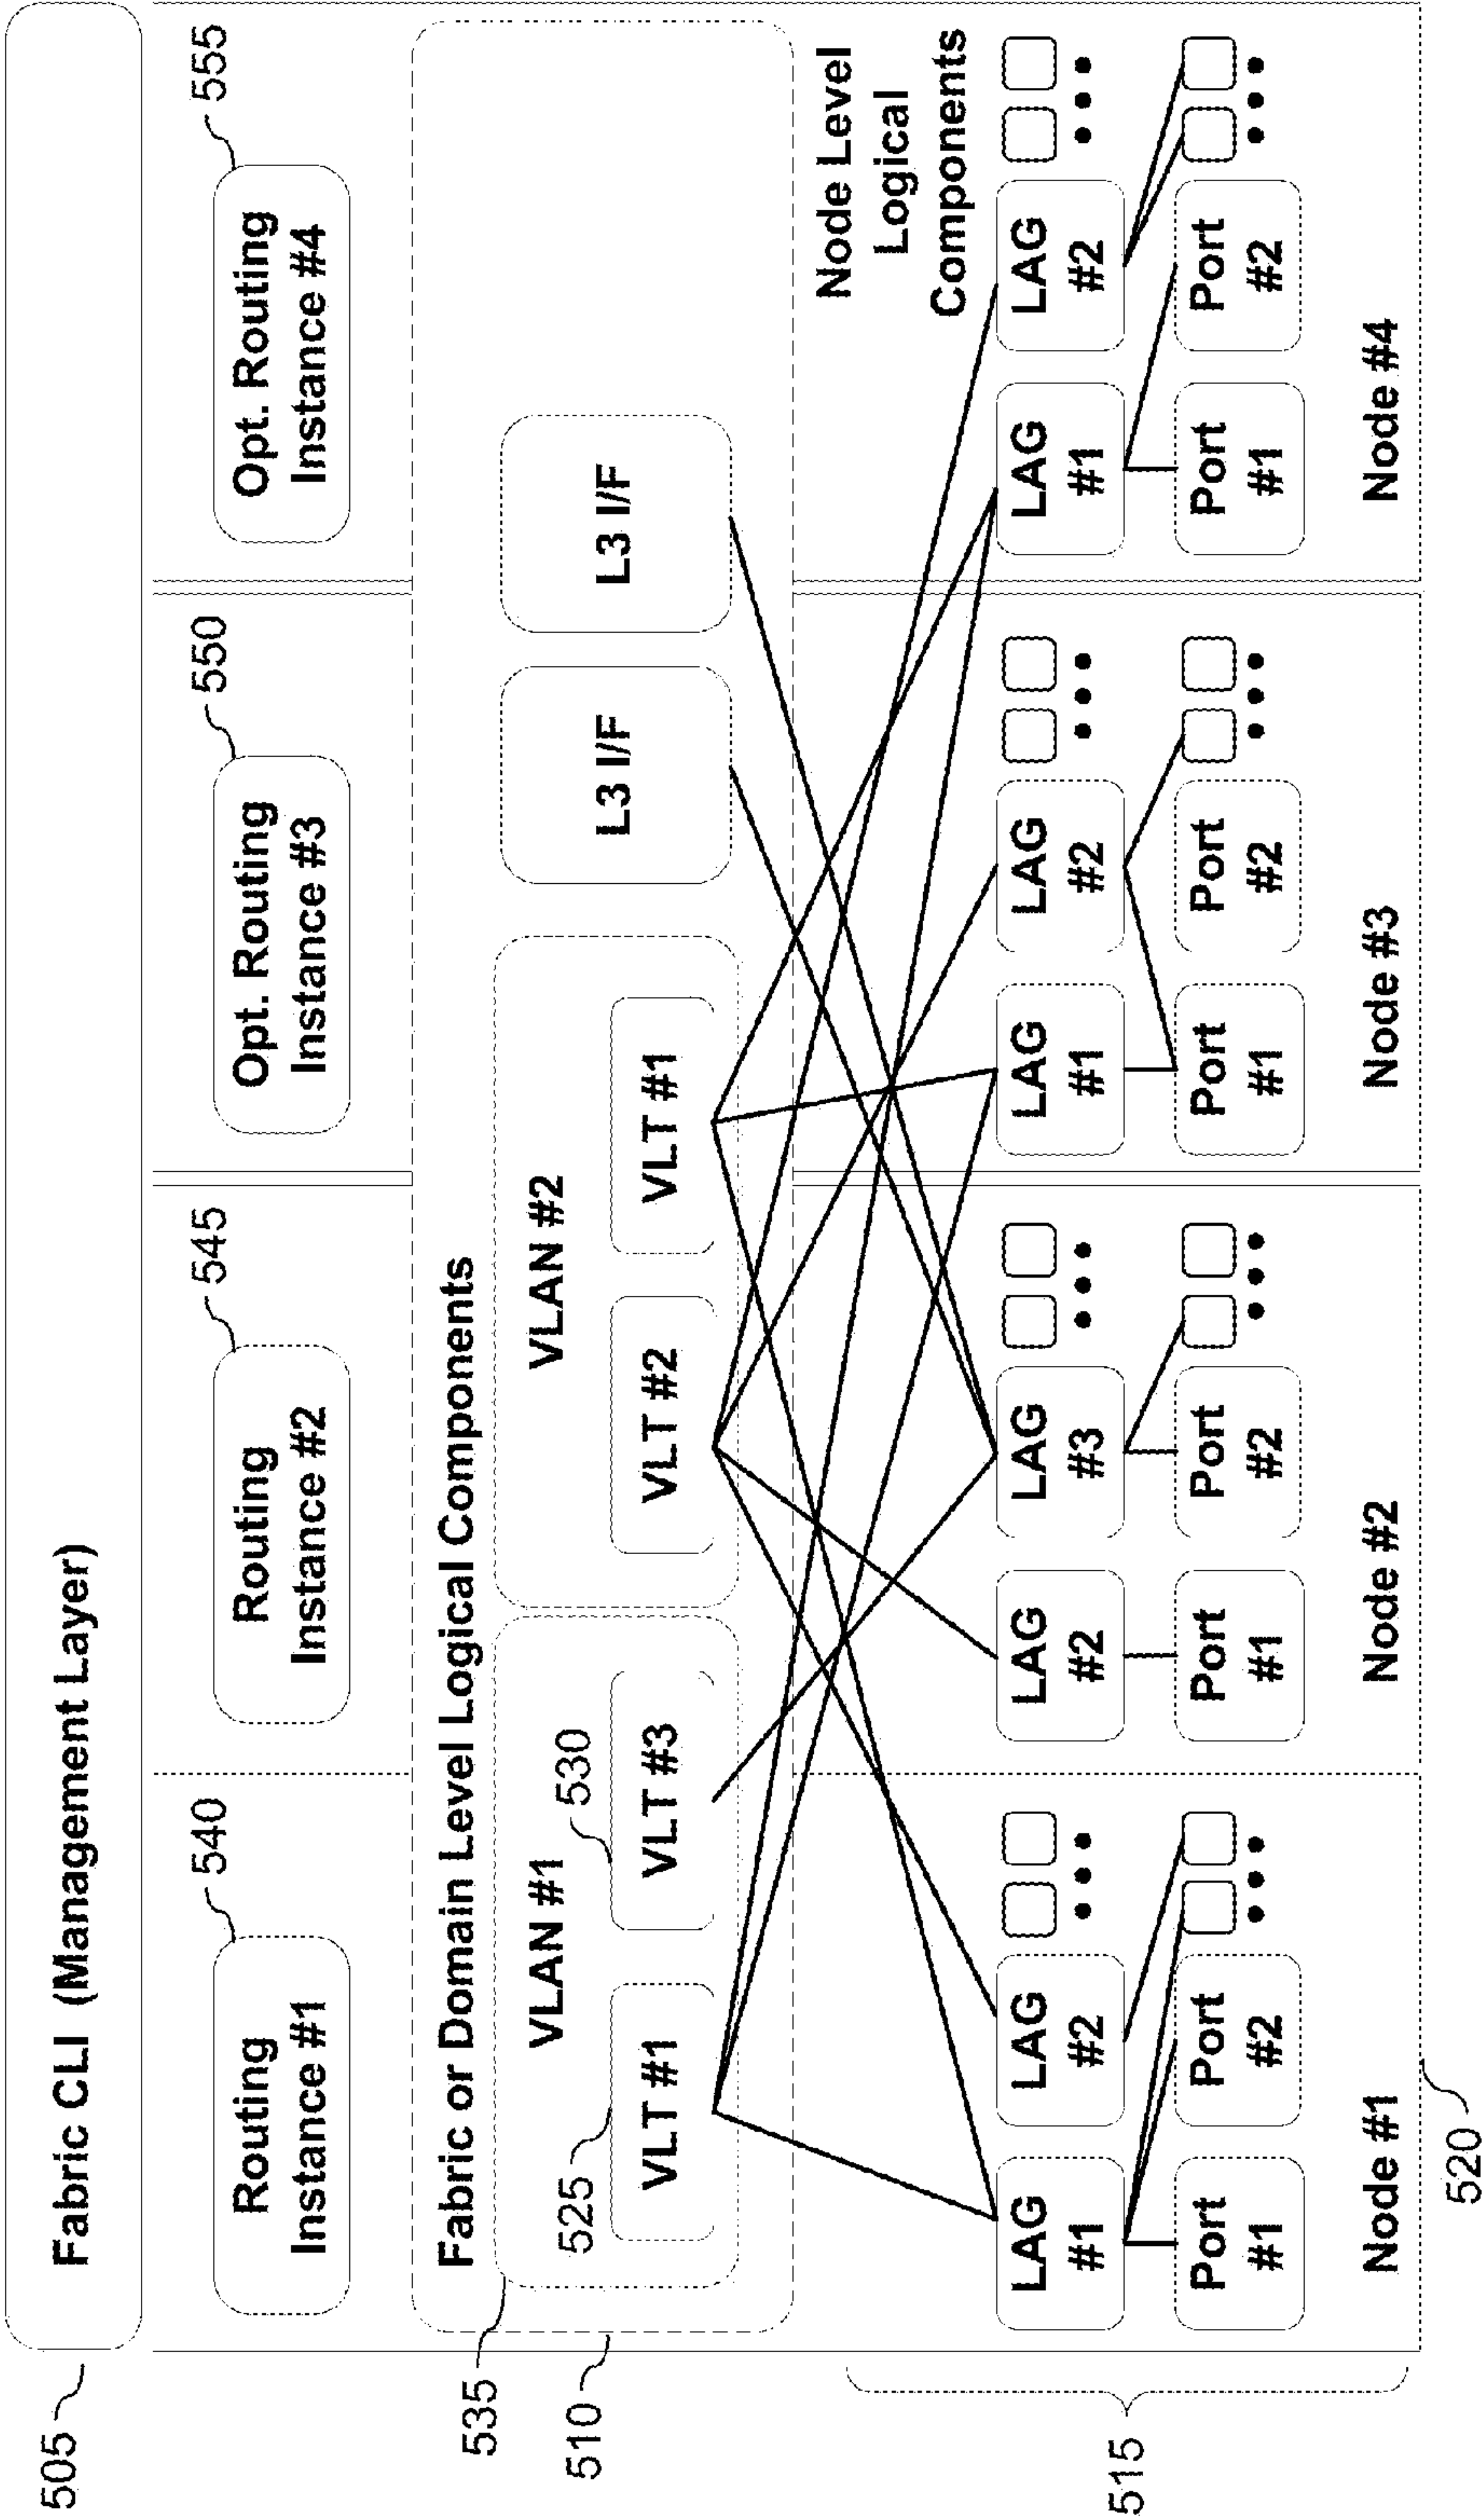 505
Fabric CLI (Management Layer)
540
545
550
555
Routing
Instance #1
Routing
Instance #2
Opt. Routing
Instance #3
Opt. Routing
Instance #4
Fabric or Domain Level Logical Components
535
510
VLAN #1
VLAN #2
525
530
VLT #1
VLT #3
VLT #2
VLT #1
L3 I/F
L3 I/F
Node Level
Logical
Components
515
LAG
#1
LAG
#2
LAG
#2
LAG
#3
LAG
#1
LAG
#2
LAG
#1
LAG
#2
Port
#1
Port
#2
Port
#1
Port
#2
Port
#1
Port
#2
Port
#1
Port
#2
Node #1
Node #2
Node #3
Node #4
520